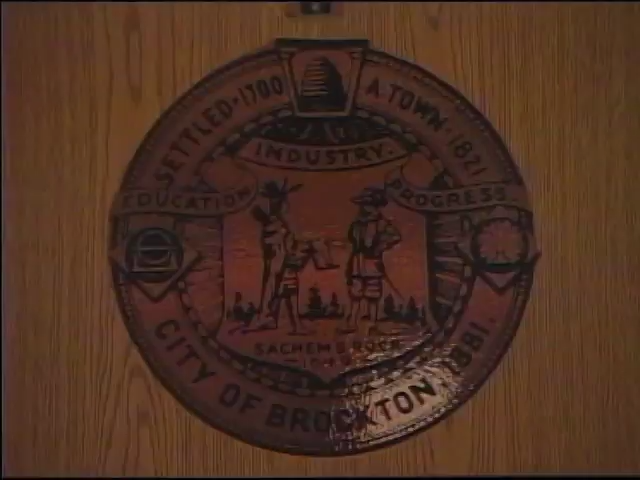 SETTLED · 1700
A TOWN · 1821
INDUSTRY.
EDUCATION
PROGRESS.
SACHEM'S ROCK
CITY OF BROCKTON, 1881.